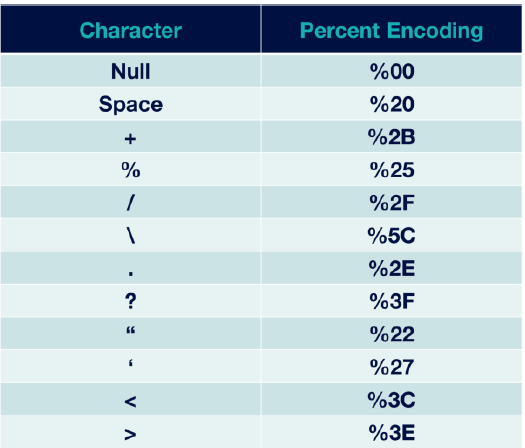 Character Percent Encoding
Null %00
Space %20
+ %2B
% %25
/ %2F
\ %5C
. %2E
? %3F
“ %22
‘ %27
< %3C
> %3E